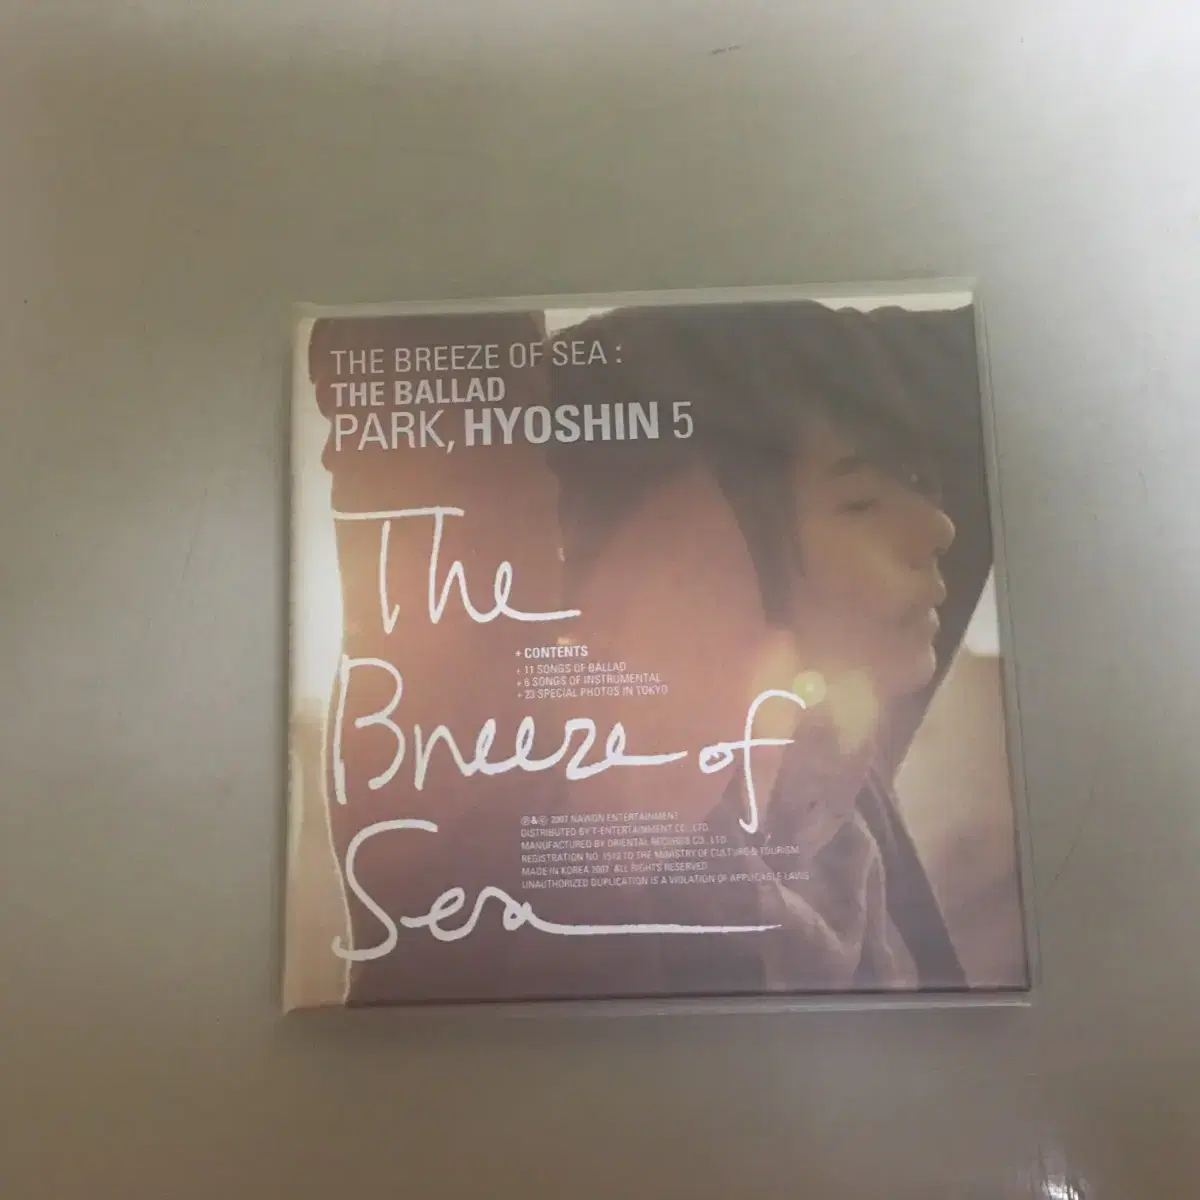 THE BREEZE OF SEA :
THE BALLAD
PARK, HYOSHIN 5
The
+ CONTENTS
+ 11 SONGS OF BALLAD
+ 6 SONGS OF INSTRUMENTAL
+ 23 SPECIAL PHOTOS IN TOKYO
Breeze of
℗&© 2007 NAWON ENTERTAINMENT
DISTRIBUTED BY T-ENTERTAINMENT CO., LTD.
MANUFACTURED BY ORIENTAL RECORDS CO., LTD.
REGISTRATION NO. 1512 TO THE MINISTRY OF CULTURE & TOURISM
MADE IN KOREA 2007. ALL RIGHTS RESERVED
UNAUTHORIZED DUPLICATION IS A VIOLATION OF APPLICABLE LAWS
Sea